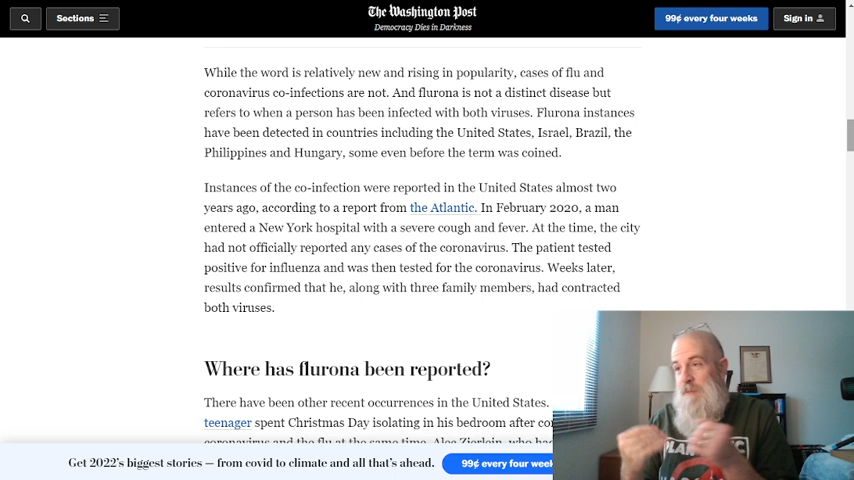 The Washington Post
Democracy Dies in Darkness
Sections
99¢ every four weeks
Sign in
While the word is relatively new and rising in popularity, cases of flu and
coronavirus co-infections are not. And flurona is not a distinct disease but
refers to when a person has been infected with both viruses. Flurona instances
have been detected in countries including the United States, Israel, Brazil, the
Philippines and Hungary, some even before the term was coined.
Instances of the co-infection were reported in the United States almost two
years ago, according to a report from the Atlantic. In February 2020, a man
entered a New York hospital with a severe cough and fever. At the time, the city
had not officially reported any cases of the coronavirus. The patient tested
positive for influenza and was then tested for the coronavirus. Weeks later,
results confirmed that he, along with three family members, had contracted
both viruses.
Where has flurona been reported?
There have been other recent occurrences in the United States.
teenager spent Christmas Day isolating in his bedroom after
coronavirus and the flu at the same time. Alec Zierlein, who
Get 2022's biggest stories — from covid to climate and all that's ahead.
99¢ every four